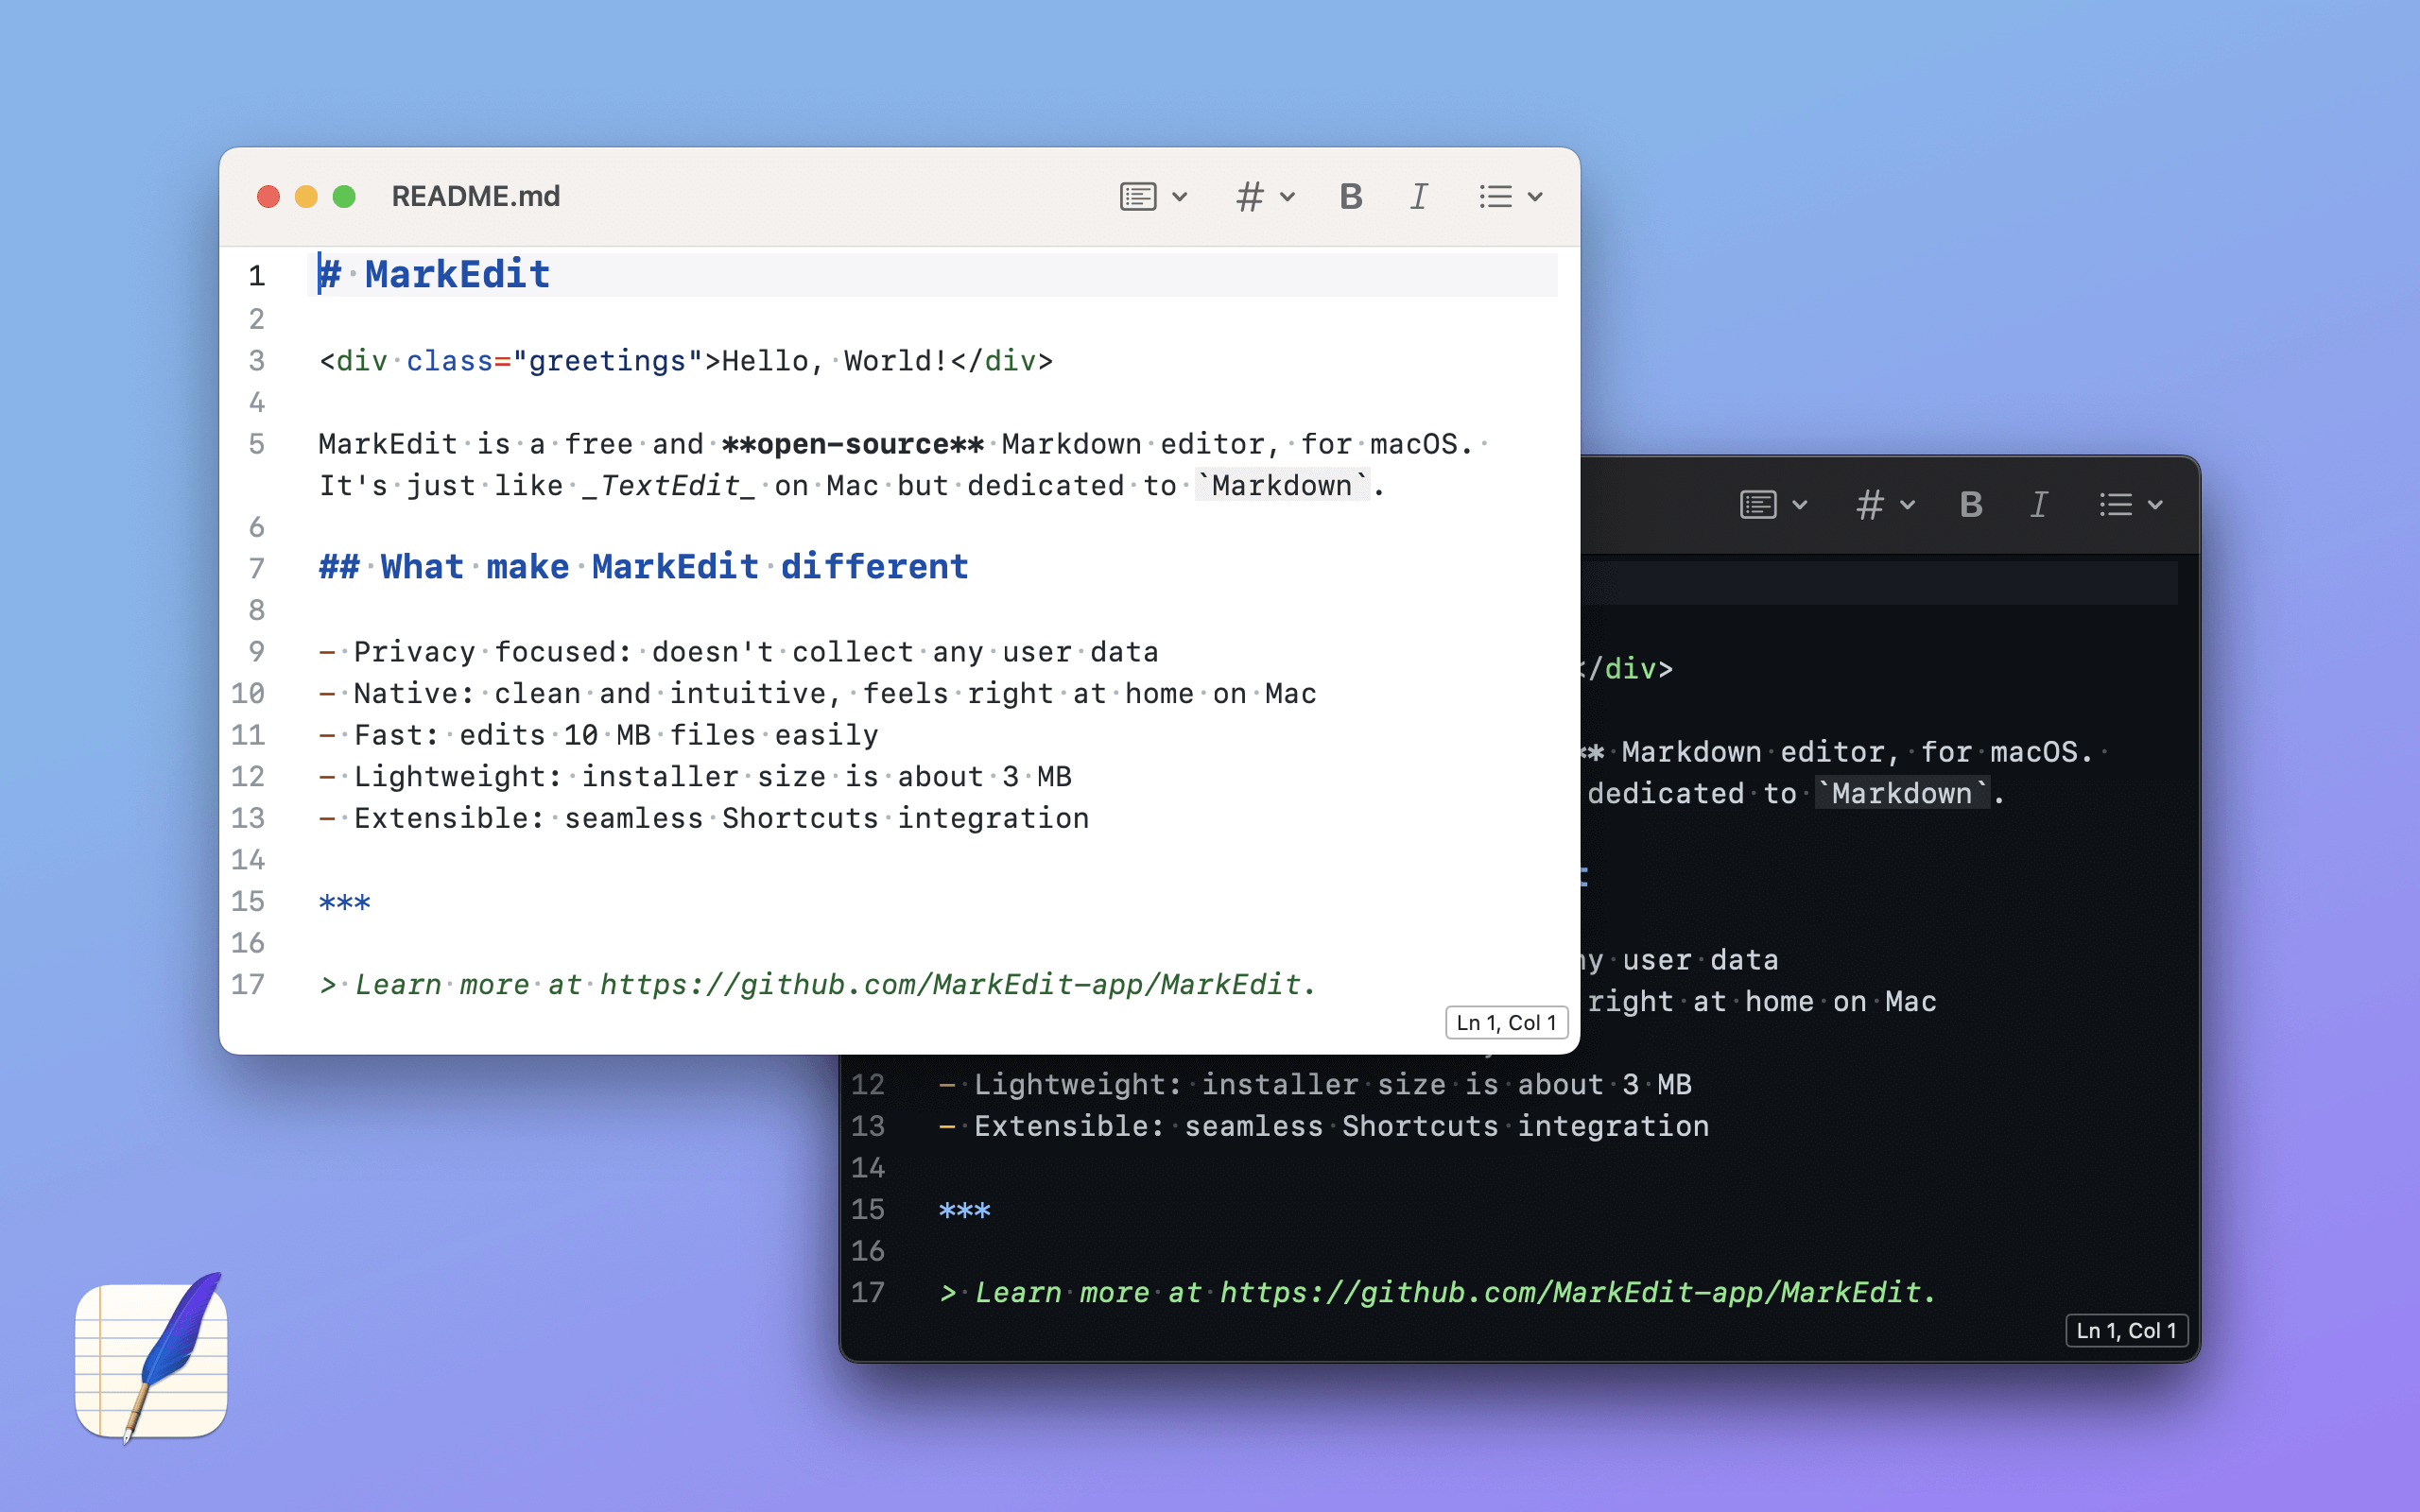 README.md
# B I
1 # MarkEdit
2
3 <div class="greetings">Hello, World!</div>
4
5 MarkEdit is a free and **open-source** Markdown editor, for macOS.
It's just like _TextEdit_ on Mac but dedicated to `Markdown`.
6
7 ## What make MarkEdit different
8
9 - Privacy focused: doesn't collect any user data
10 - Native: clean and intuitive, feels right at home on Mac
11 - Fast: edits 10 MB files easily
12 - Lightweight: installer size is about 3 MB
13 - Extensible: seamless Shortcuts integration
14
15 ***
16
17 > Learn more at https://github.com/MarkEdit-app/MarkEdit.
Ln 1, Col 1
# B I
/div>
* Markdown editor, for macOS.
dedicated to `Markdown`.
user data
right at home on Mac
12 - Lightweight: installer size is about 3 MB
13 - Extensible: seamless Shortcuts integration
14
15 ***
16
17 > Learn more at https://github.com/MarkEdit-app/MarkEdit.
Ln 1, Col 1